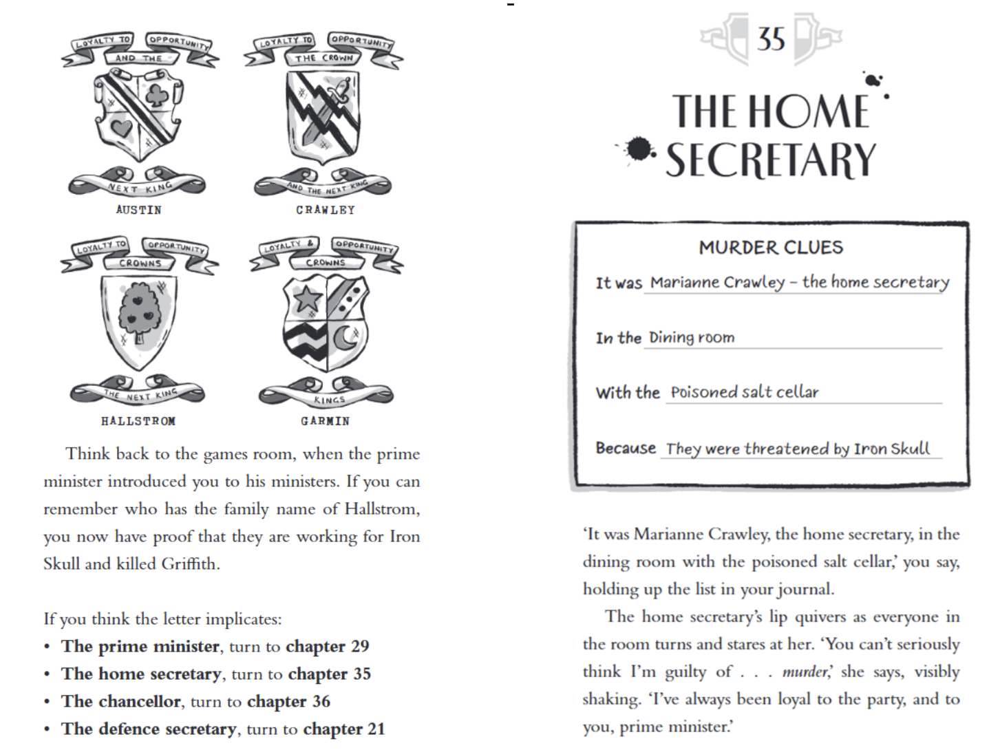 LOYALTY TO OPPORTUNITY
AND THE
NEXT KING
AUSTIN
LOYALTY TO OPPORTUNITY
THE CROWN
AND THE NEXT KING
CRAWLEY
LOYALTY TO OPPORTUNITY
CROWNS
THE NEXT KING
HALLSTROM
LOYALTY & OPPORTUNITY
CROWNS
KINGS
GARMIN
Think back to the games room, when the prime
minister introduced you to his ministers. If you can
remember who has the family name of Hallstrom,
you now have proof that they are working for Iron
Skull and killed Griffith.
If you think the letter implicates:
• The prime minister, turn to chapter 29
• The home secretary, turn to chapter 35
• The chancellor, turn to chapter 36
• The defence secretary, turn to chapter 21
35
THE HOME
SECRETARY
MURDER CLUES
It was Marianne Crawley – the home secretary
In the Dining room
With the Poisoned salt cellar
Because They were threatened by Iron Skull
‘It was Marianne Crawley, the home secretary, in the
dining room with the poisoned salt cellar,’ you say,
holding up the list in your journal.
The home secretary’s lip quivers as everyone in
the room turns and stares at her. ‘You can’t seriously
think I’m guilty of . . . murder,’ she says, visibly
shaking. ‘I’ve always been loyal to the party, and to
you, prime minister.’